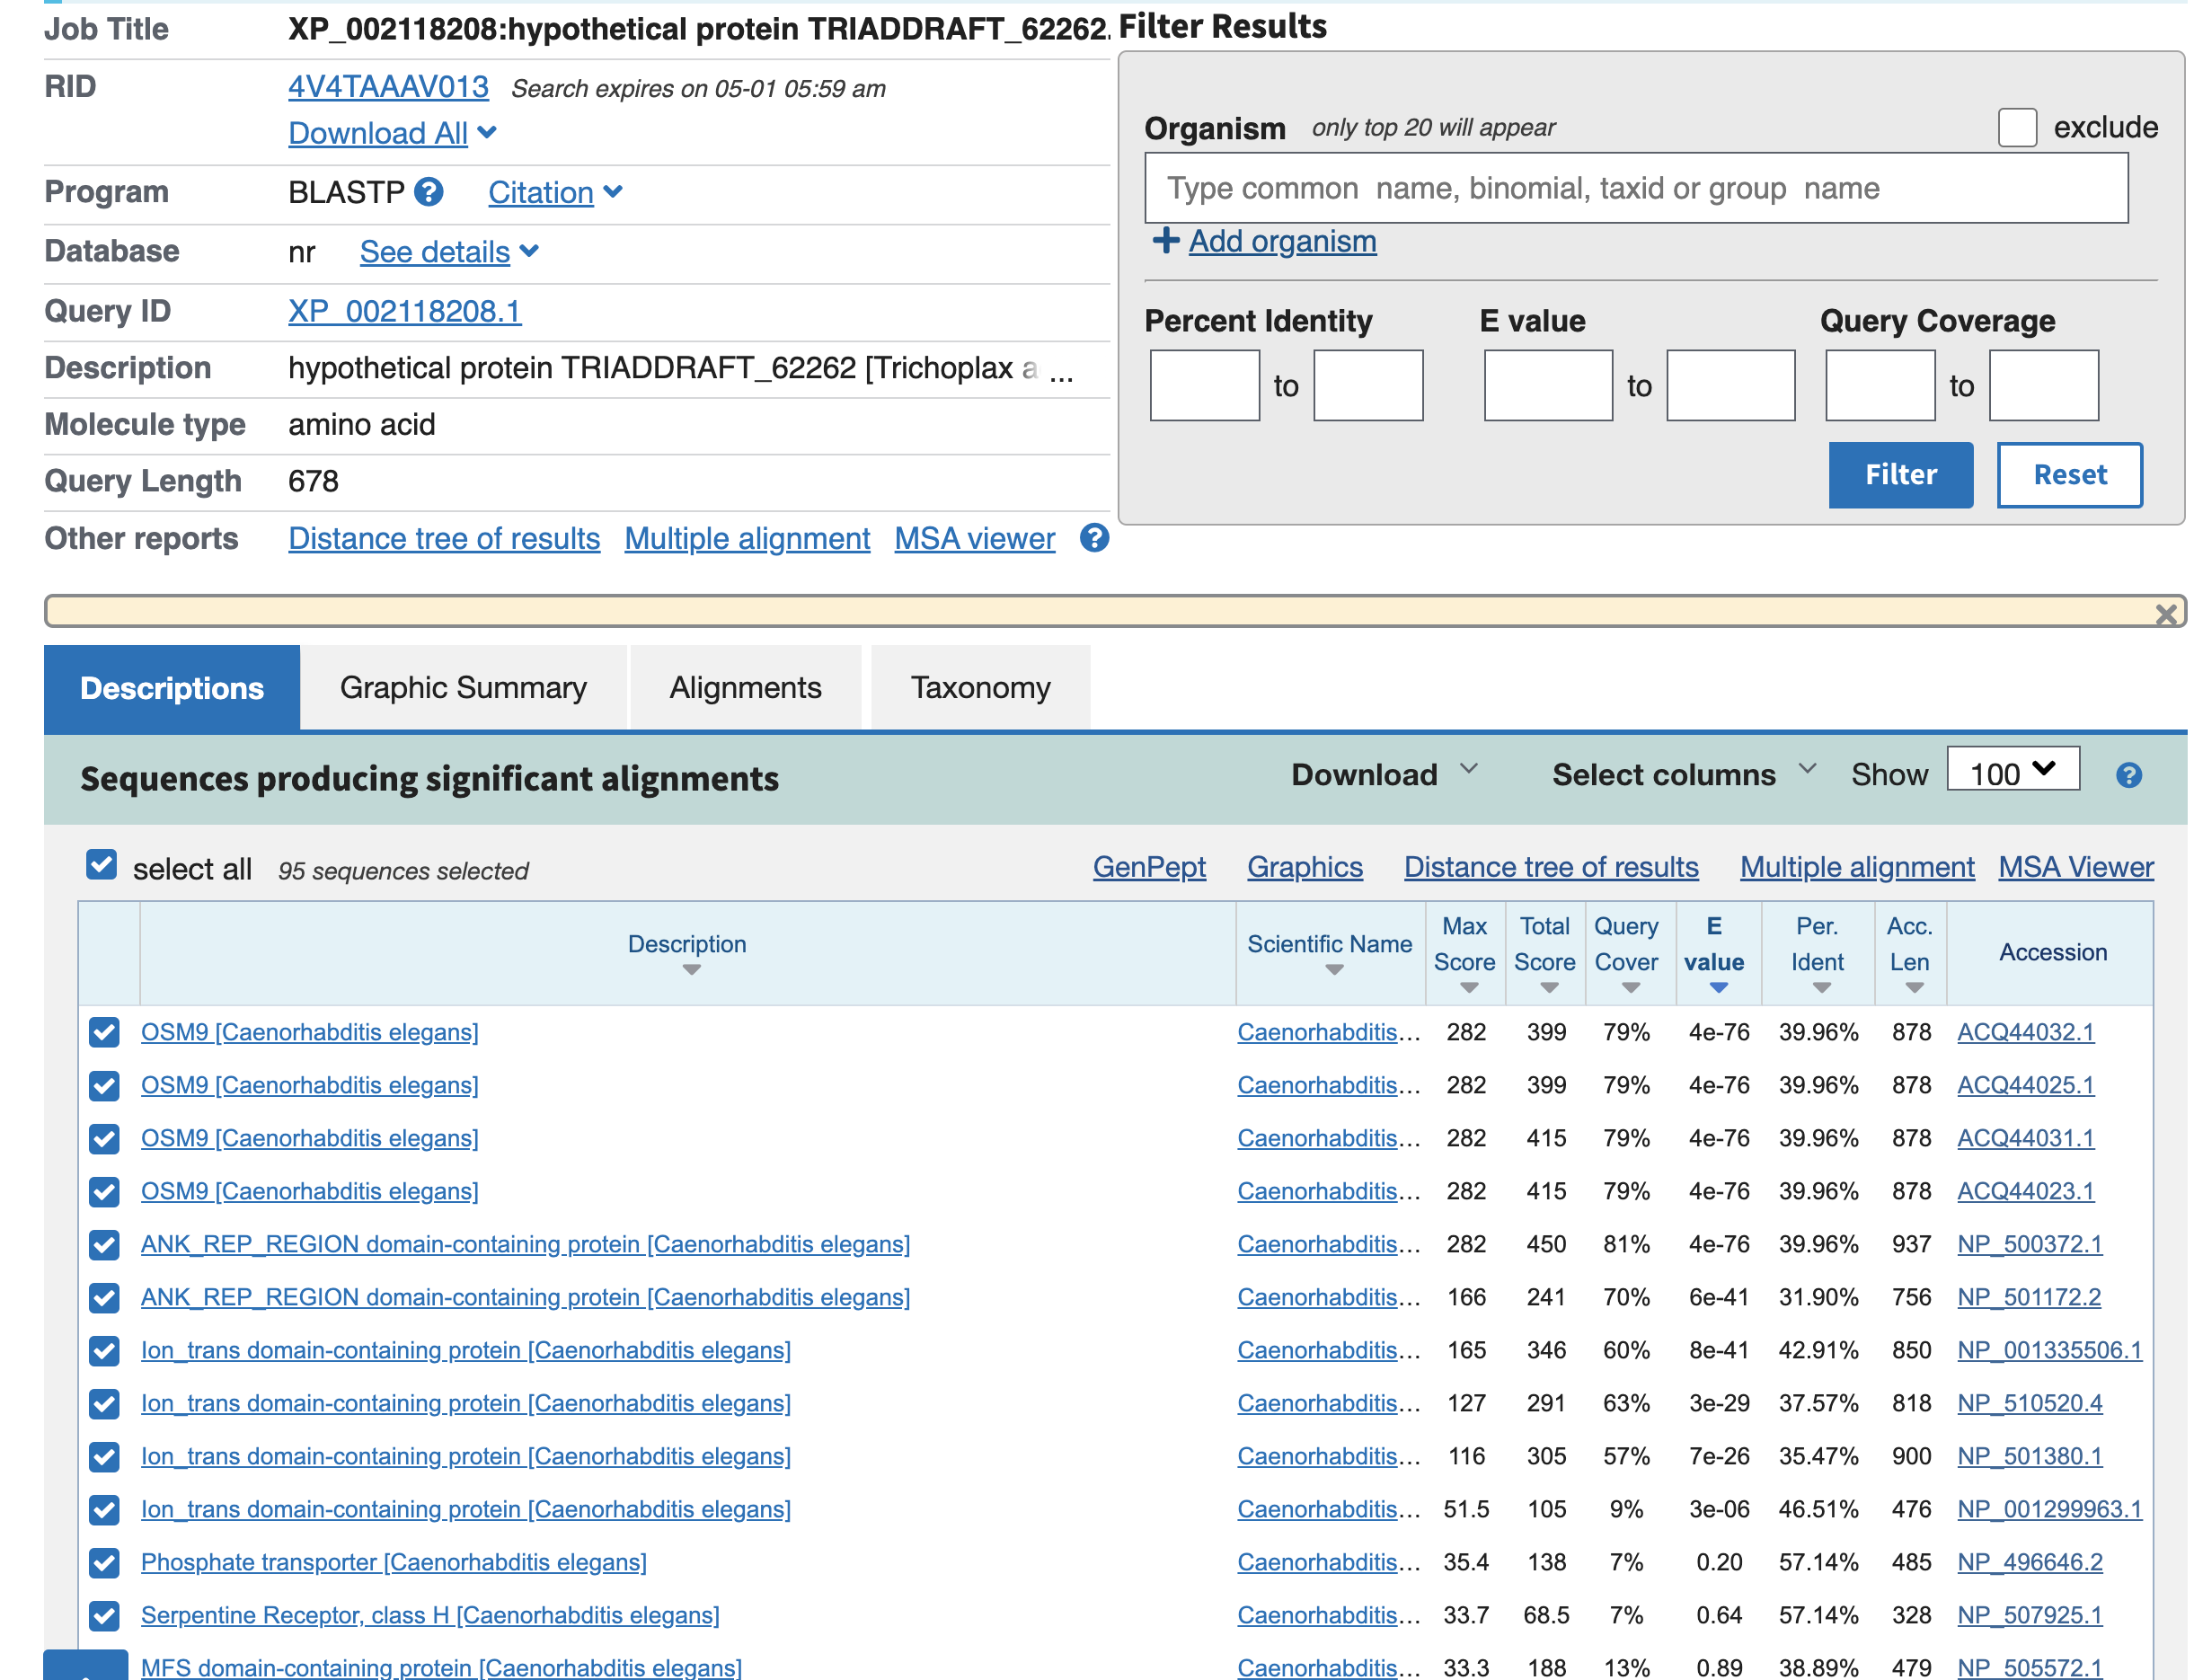 Job Title XP_002118208:hypothetical protein TRIADDRAFT_62262.
RID 4V4TAAAV013 Search expires on 05-01 05:59 am
Download All
Program BLASTP Citation
Database nr See details
Query ID XP_002118208.1
Description hypothetical protein TRIADDRAFT_62262 [Trichoplax a ...
Molecule type amino acid
Query Length 678
Other reports Distance tree of results Multiple alignment MSA viewer ?
Filter Results
Organism only top 20 will appear exclude
Type common name, binomial, taxid or group name
+ Add organism
Percent Identity E value Query Coverage
to to to
Filter Reset
Descriptions Graphic Summary Alignments Taxonomy
Sequences producing significant alignments Download Select columns Show 100 ?
select all 95 sequences selected GenPept Graphics Distance tree of results Multiple alignment MSA Viewer
Description Scientific Name Max Score Total Score Query Cover E value Per. Ident Acc. Len Accession
OSM9 [Caenorhabditis elegans] Caenorhabditis... 282 399 79% 4e-76 39.96% 878 ACQ44032.1
OSM9 [Caenorhabditis elegans] Caenorhabditis... 282 399 79% 4e-76 39.96% 878 ACQ44025.1
OSM9 [Caenorhabditis elegans] Caenorhabditis... 282 415 79% 4e-76 39.96% 878 ACQ44031.1
OSM9 [Caenorhabditis elegans] Caenorhabditis... 282 415 79% 4e-76 39.96% 878 ACQ44023.1
ANK_REP_REGION domain-containing protein [Caenorhabditis elegans] Caenorhabditis... 282 450 81% 4e-76 39.96% 937 NP_500372.1
ANK_REP_REGION domain-containing protein [Caenorhabditis elegans] Caenorhabditis... 166 241 70% 6e-41 31.90% 756 NP_501172.2
Ion_trans domain-containing protein [Caenorhabditis elegans] Caenorhabditis... 165 346 60% 8e-41 42.91% 850 NP_001335506.1
Ion_trans domain-containing protein [Caenorhabditis elegans] Caenorhabditis... 127 291 63% 3e-29 37.57% 818 NP_510520.4
Ion_trans domain-containing protein [Caenorhabditis elegans] Caenorhabditis... 116 305 57% 7e-26 35.47% 900 NP_501380.1
Ion_trans domain-containing protein [Caenorhabditis elegans] Caenorhabditis... 51.5 105 9% 3e-06 46.51% 476 NP_001299963.1
Phosphate transporter [Caenorhabditis elegans] Caenorhabditis... 35.4 138 7% 0.20 57.14% 485 NP_496646.2
Serpentine Receptor, class H [Caenorhabditis elegans] Caenorhabditis... 33.7 68.5 7% 0.64 57.14% 328 NP_507925.1
MFS domain-containing protein [Caenorhabditis elegans] Caenorhabditis... 33.3 188 13% 0.89 38.89% 479 NP_505572.1